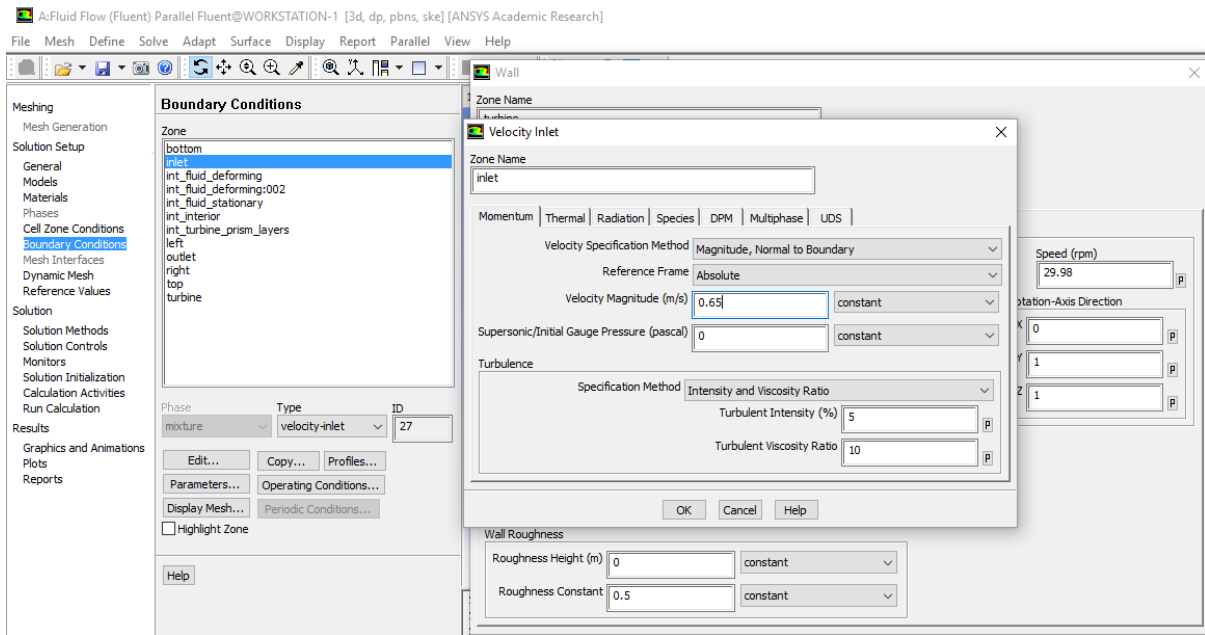 A:Fluid Flow (Fluent) Parallel Fluent@WORKSTATION-1 [3d, dp, pbns, ske] [ANSYS Academic Research]
File Mesh Define Solve Adapt Surface Display Report Parallel View Help
Meshing
Mesh Generation
Solution Setup
General
Models
Materials
Phases
Cell Zone Conditions
Boundary Conditions
Mesh Interfaces
Dynamic Mesh
Reference Values
Solution
Solution Methods
Solution Controls
Monitors
Solution Initialization
Calculation Activities
Run Calculation
Results
Graphics and Animations
Plots
Reports
Boundary Conditions
Zone
bottom
inlet
int_fluid_deforming
int_fluid_deforming:002
int_fluid_stationary
int_interior
int_turbine_prism_layers
left
outlet
right
top
turbine
Phase Type ID
mixture velocity-inlet 27
Edit... Copy... Profiles...
Parameters... Operating Conditions...
Display Mesh... Periodic Conditions...
Highlight Zone
Help
Wall
Zone Name
turbine
Velocity Inlet
Zone Name
inlet
Momentum Thermal Radiation Species DPM Multiphase UDS
Velocity Specification Method Magnitude, Normal to Boundary
Reference Frame Absolute
Velocity Magnitude (m/s) 0.65 constant
Supersonic/Initial Gauge Pressure (pascal) 0 constant
Turbulence
Specification Method Intensity and Viscosity Ratio
Turbulent Intensity (%) 5 P
Turbulent Viscosity Ratio 10 P
OK Cancel Help
Speed (rpm)
29.98 P
otation-Axis Direction
X 0 P
Y 1 P
Z 1 P
Wall Roughness
Roughness Height (m) 0 constant
Roughness Constant 0.5 constant